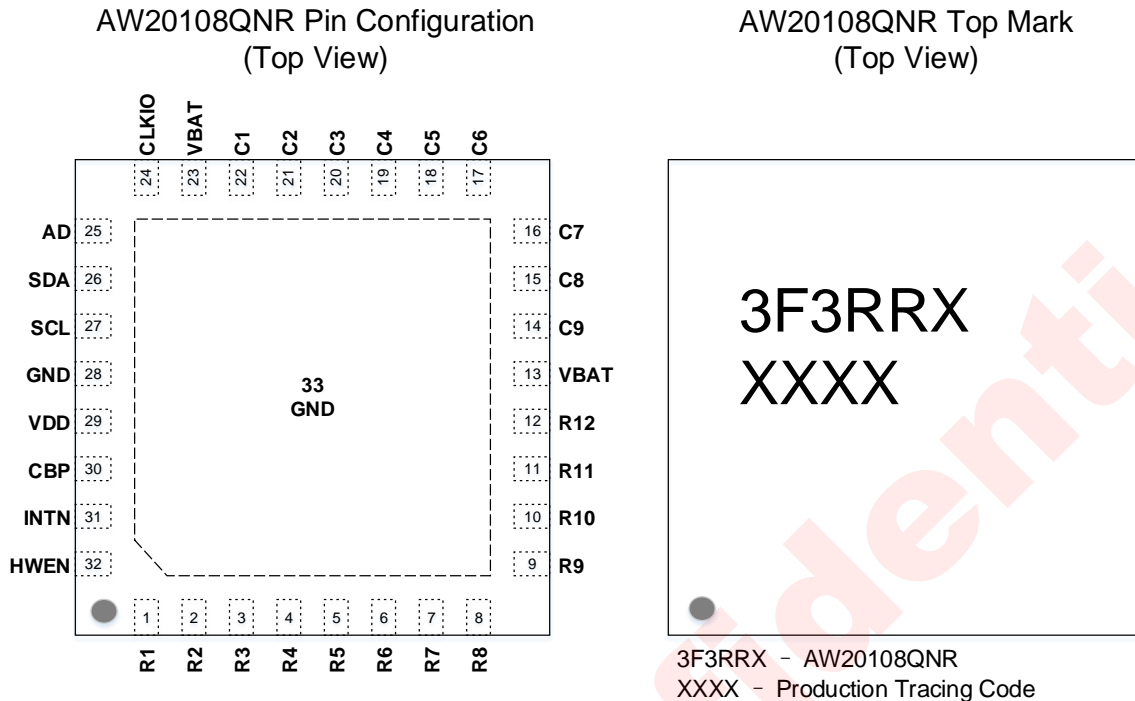 AW20108QNR Pin Configuration
(Top View)
AW20108QNR Top Mark
(Top View)
CLKIO
VBAT
C1
C2
C3
C4
C5
C6
24
23
22
21
20
19
18
17
AD 25
SDA 26
SCL 27
GND 28
VDD 29
CBP 30
INTN 31
HWEN 32
33
GND
16 C7
15 C8
14 C9
13 VBAT
12 R12
11 R11
10 R10
9 R9
1
2
3
4
5
6
7
8
R1
R2
R3
R4
R5
R6
R7
R8
3F3RRX
XXXX
3F3RRX – AW20108QNR
XXXX – Production Tracing Code
identi